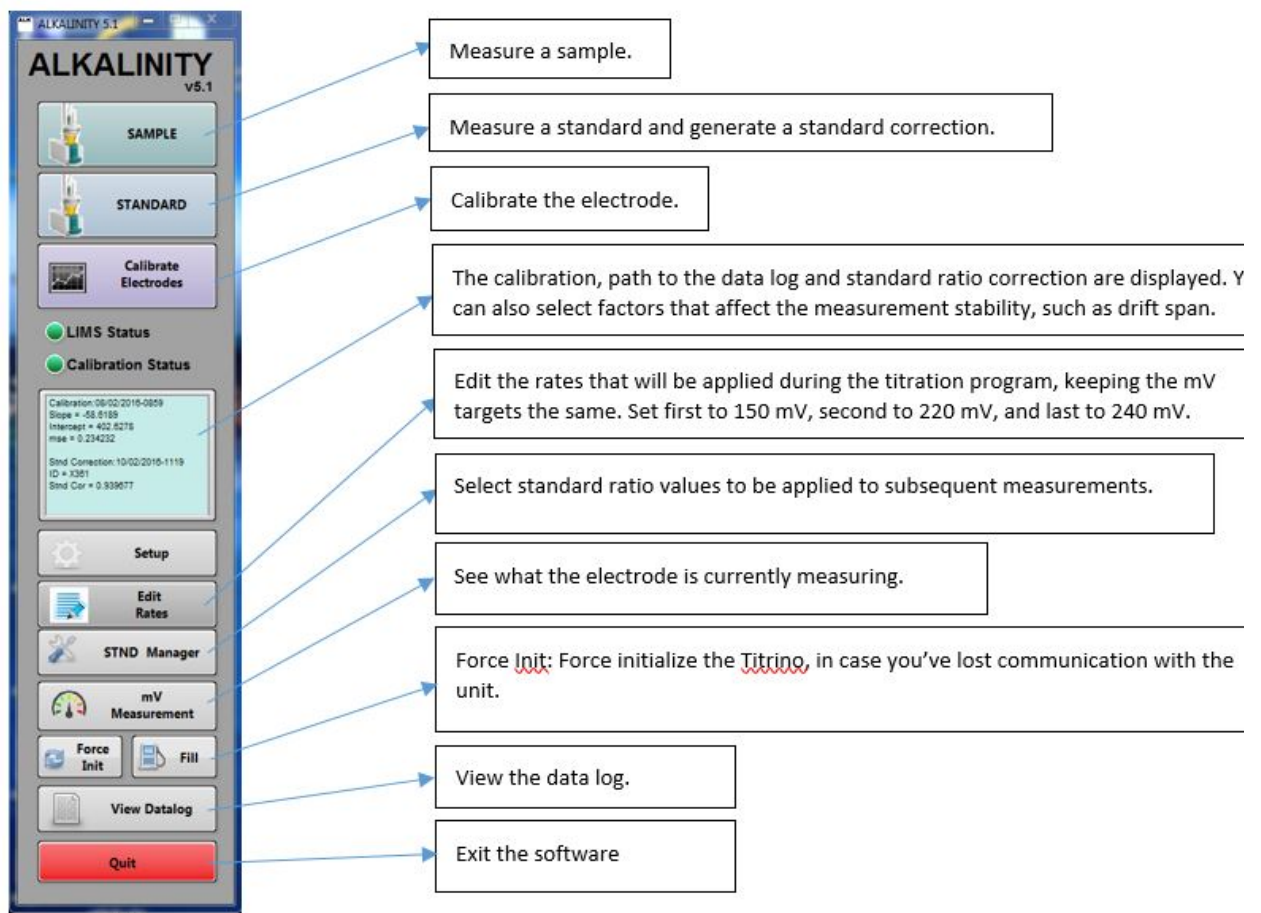 ALKALINITY 5.1
ALKALINITY
v5.1
SAMPLE
STANDARD
Calibrate
Electrodes
LIMS Status
Calibration Status
Calibration:08/02/2016-0859
Slope = -58.6189
Intercept = 402.6278
mse = 0.234232
Stnd Correction:10/02/2016-1119
ID = X361
Stnd Cor = 0.939677
Setup
Edit
Rates
STND Manager
mV
Measurement
Force
Init
Fill
View Datalog
Quit
Measure a sample.
Measure a standard and generate a standard correction.
Calibrate the electrode.
The calibration, path to the data log and standard ratio correction are displayed. Y
can also select factors that affect the measurement stability, such as drift span.
Edit the rates that will be applied during the titration program, keeping the mV
targets the same. Set first to 150 mV, second to 220 mV, and last to 240 mV.
Select standard ratio values to be applied to subsequent measurements.
See what the electrode is currently measuring.
Force Init: Force initialize the Titrino, in case you've lost communication with the
unit.
View the data log.
Exit the software